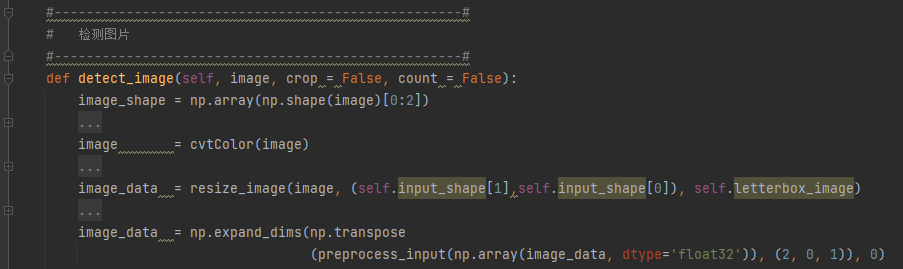 #---------------------------------------------------#
#   检测图片
#---------------------------------------------------#
def detect_image(self, image, crop = False, count = False):
image_shape = np.array(np.shape(image)[0:2])
...
image       = cvtColor(image)
...
image_data  = resize_image(image, (self.input_shape[1],self.input_shape[0]), self.letterbox_image)
...
image_data  = np.expand_dims(np.transpose
(preprocess_input(np.array(image_data, dtype='float32')), (2, 0, 1)), 0)